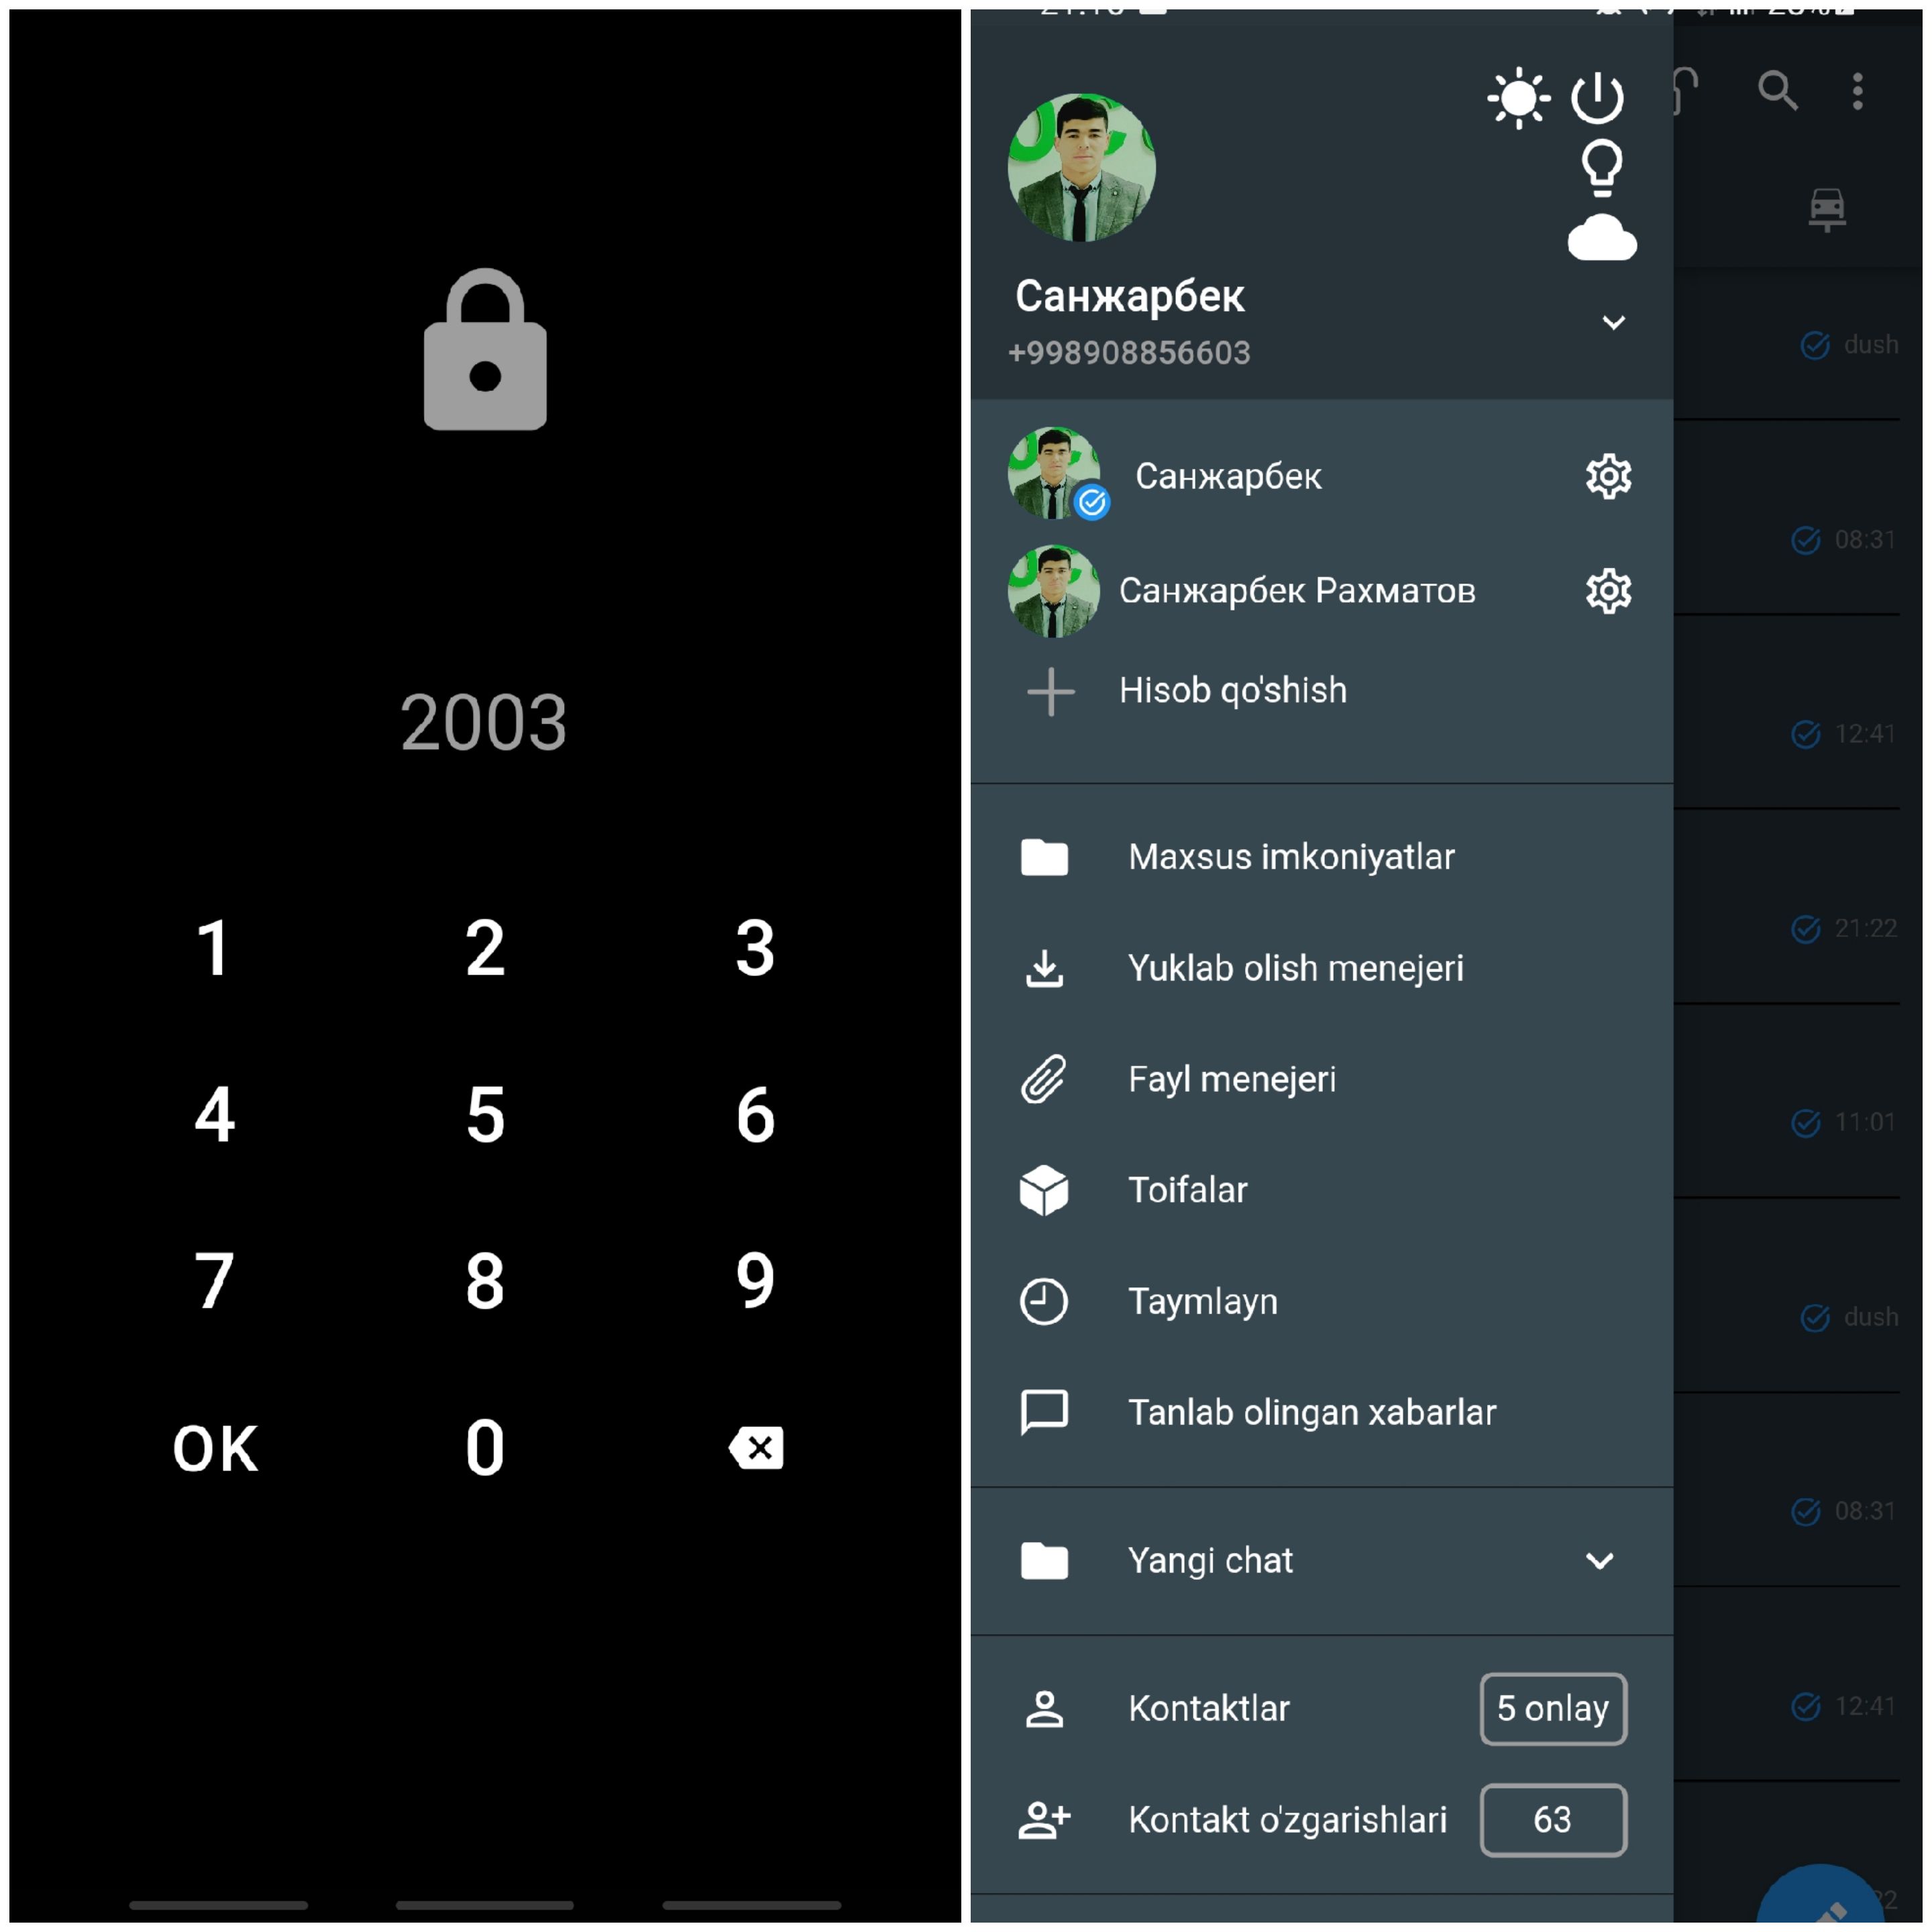 2003
1 2 3
4 5 6
7 8 9
OK 0
Санжарбек
+998908856603
Санжарбек
Санжарбек Рахматов
Hisob qo'shish
Maxsus imkoniyatlar
Yuklab olish menejeri
Fayl menejeri
Toifalar
Taymlayn
Tanlab olingan xabarlar
Yangi chat
Kontaktlar 5 onlay
Kontakt o'zgarishlari 63
dush
08:31
12:41
21:22
11:01
dush
08:31
12:41